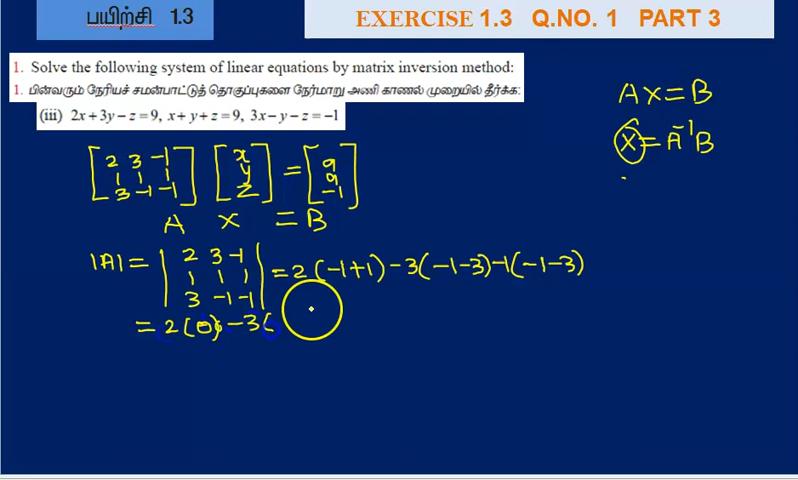 பயிற்சி 1.3
EXERCISE 1.3 Q.NO. 1 PART 3
1. Solve the following system of linear equations by matrix inversion method:
1. பின்வரும் நேரியச் சமன்பாட்டுத் தொகுப்புகளை நேர்மாறு அணி காணல் முறையில் தீர்க்க:
(iii) 2x + 3y − z = 9, x + y + z = 9, 3x − y − z = −1
AX = B
X = A⁻¹B
[2 3 -1] [x] = [9]
[1 1 1] [y] [9]
[3 -1 -1] [z] [-1]
A X = B
|A| = | 2 3 -1 | = 2(-1+1) -3(-1-3) -1(-1-3)
| 1 1 1 |
| 3 -1 -1 |
= 2(0) -3(